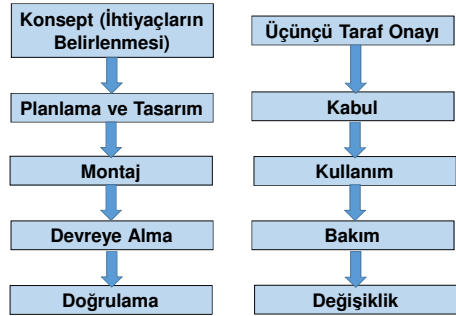 Konsept (İhtiyaçların
Belirlenmesi)
Planlama ve Tasarım
Montaj
Devreye Alma
Doğrulama
Üçüncü Taraf Onayı
Kabul
Kullanım
Bakım
Değişiklik